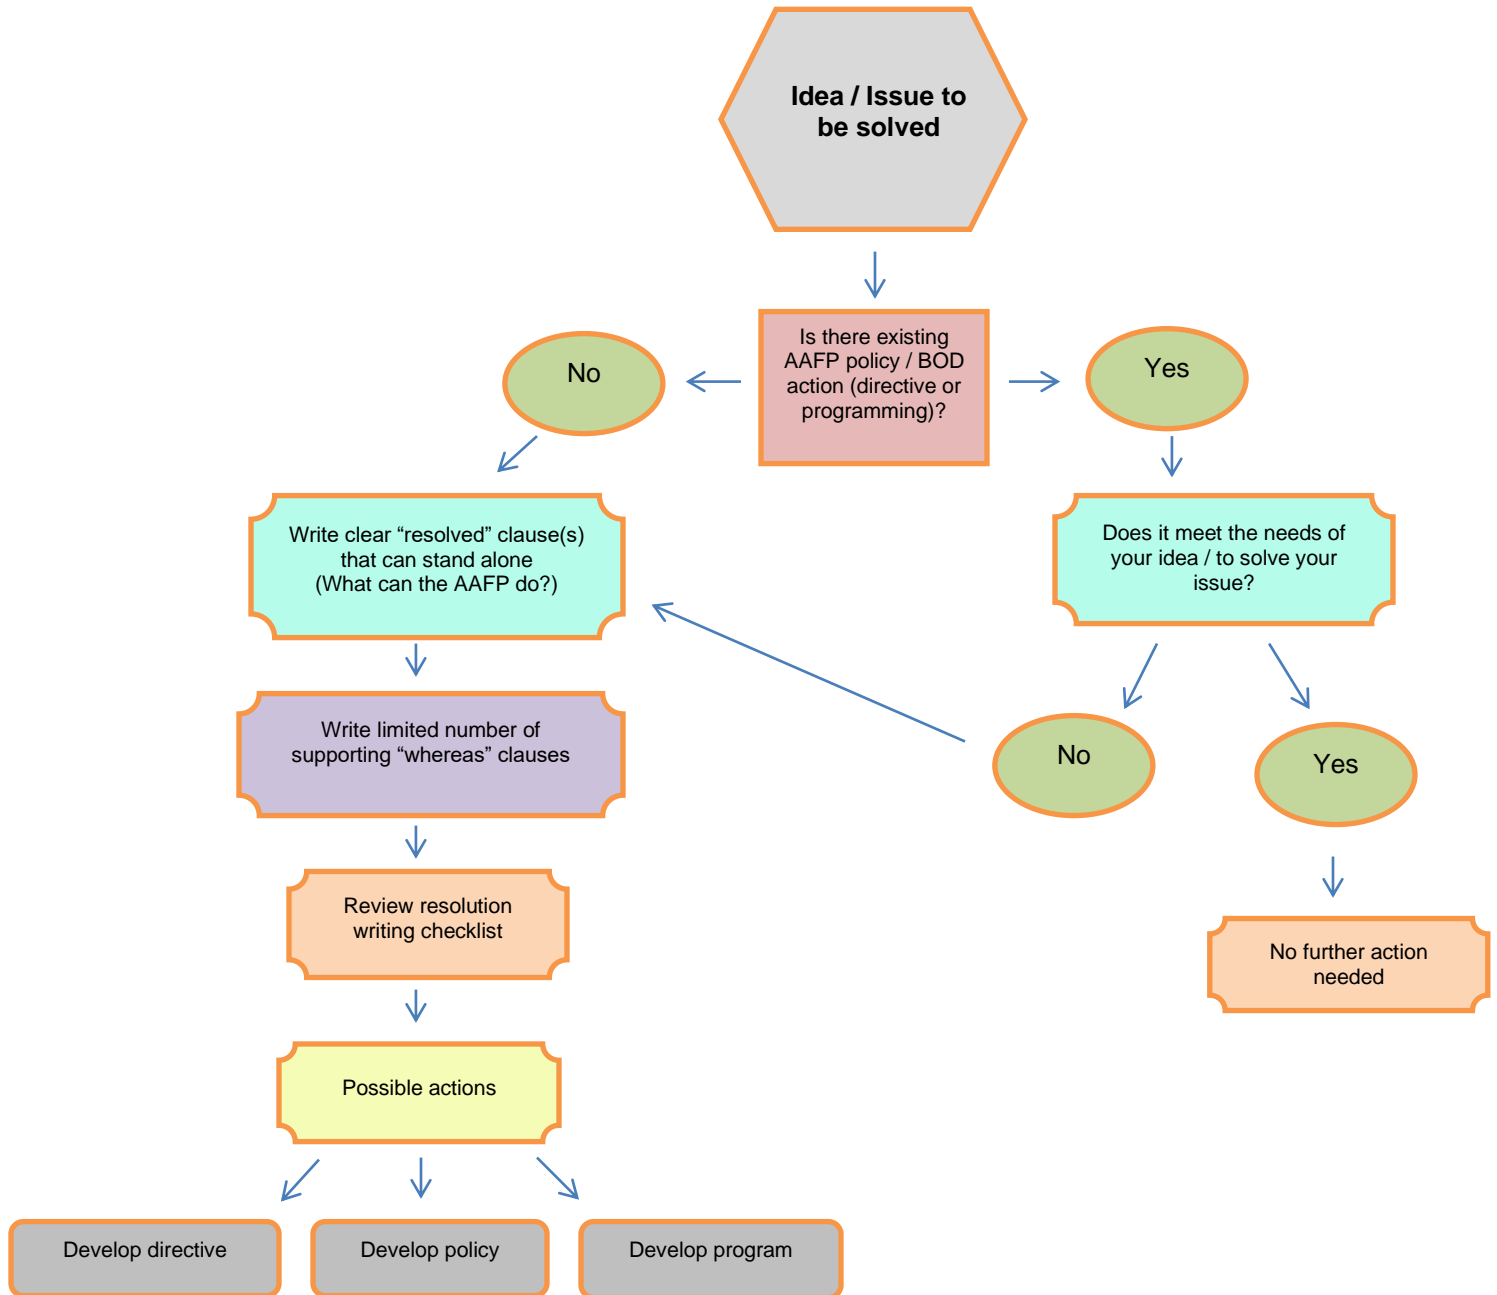 Idea / Issue to
be solved
Is there existing
AAFP policy / BOD
action (directive or
programming)?
No
Yes
Write clear “resolved” clause(s)
that can stand alone
(What can the AAFP do?)
Does it meet the needs of
your idea / to solve your
issue?
Write limited number of
supporting “whereas” clauses
No
Yes
Review resolution
writing checklist
No further action
needed
Possible actions
Develop directive
Develop policy
Develop program